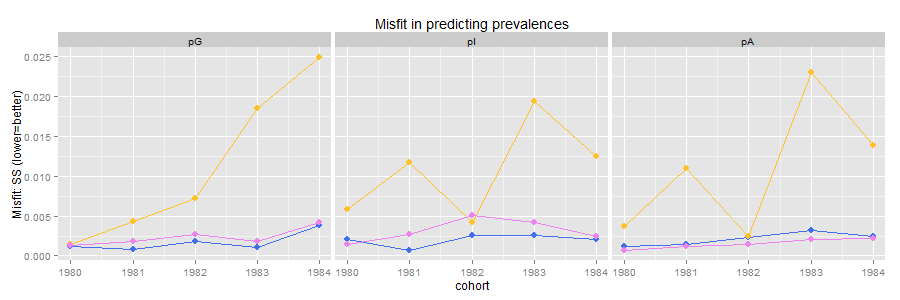 Misfit in predicting prevalences
pG pI pA
Misfit: SS (lower=better)
0.025
0.020
0.015
0.010
0.005
0.000
1980 1981 1982 1983 1984 1980 1981 1982 1983 1984 1980 1981 1982 1983 1984
cohort